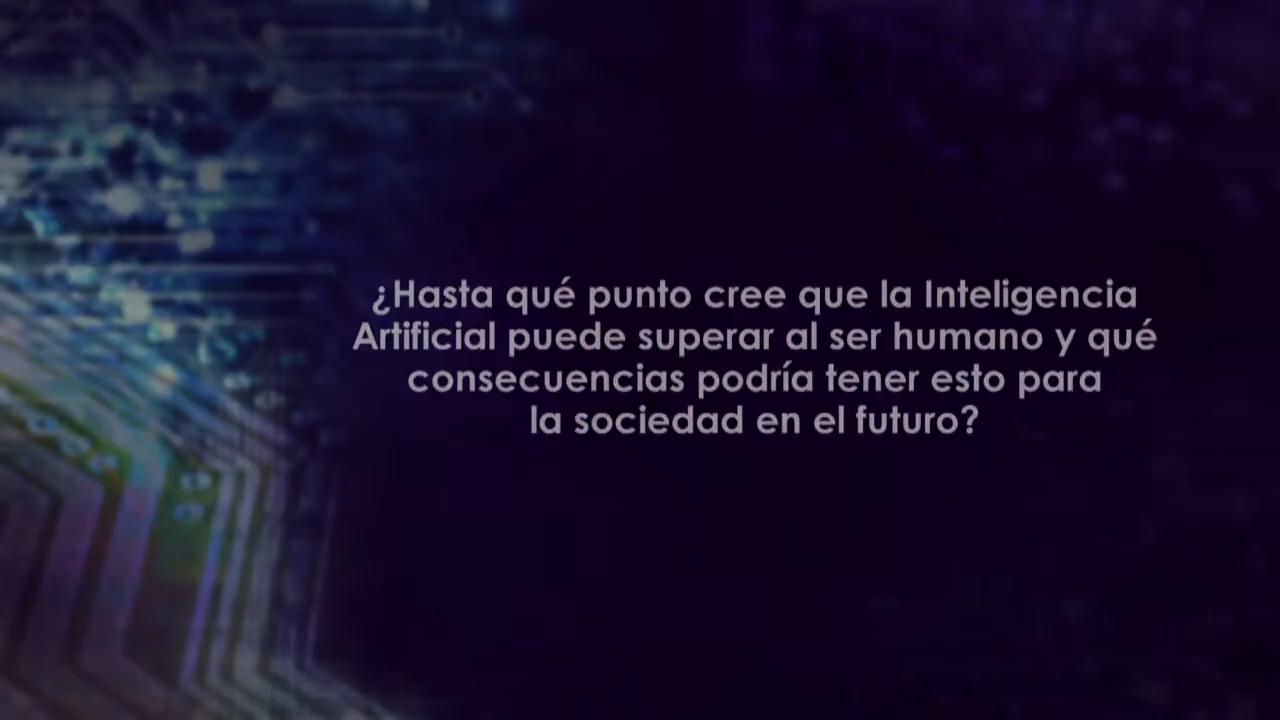 ¿Hasta qué punto cree que la Inteligencia
Artificial puede superar al ser humano y qué
consecuencias podría tener esto para
la sociedad en el futuro?